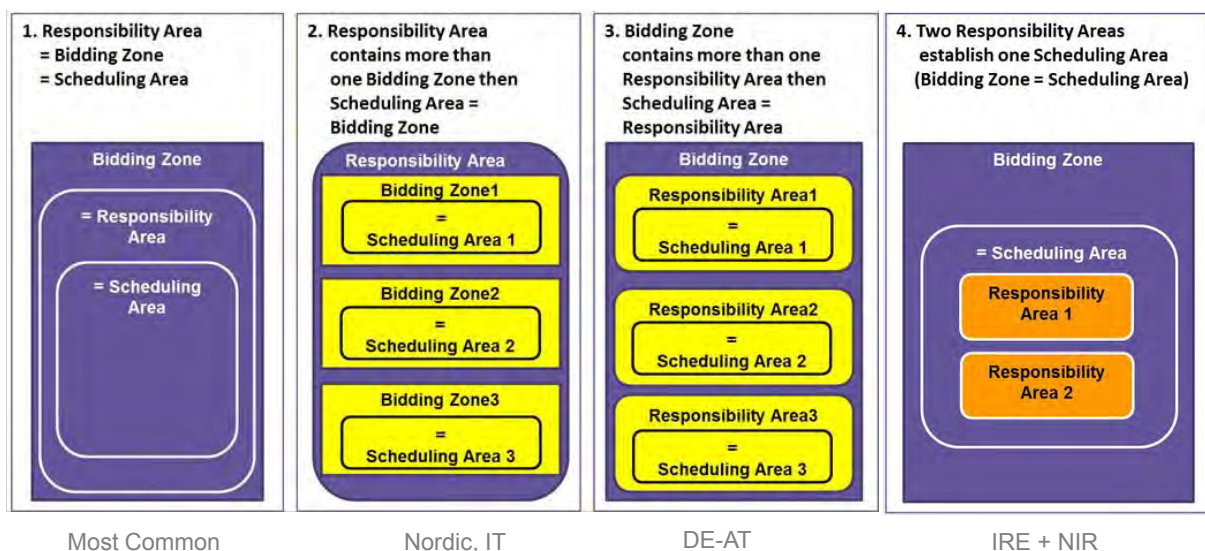 1. Responsibility Area
= Bidding Zone
= Scheduling Area
Bidding Zone
= Responsibility
Area
= Scheduling
Area
Most Common
2. Responsibility Area
contains more than
one Bidding Zone then
Scheduling Area =
Bidding Zone
Responsibility Area
Bidding Zone1
=
Scheduling Area 1
Bidding Zone2
=
Scheduling Area 2
Bidding Zone3
=
Scheduling Area 3
Nordic, IT
3. Bidding Zone
contains more than one
Responsibility Area then
Scheduling Area =
Responsibility Area
Bidding Zone
Responsibility Area1
=
Scheduling Area 1
Responsibility Area2
=
Scheduling Area 2
Responsibility Area3
=
Scheduling Area 3
DE-AT
4. Two Responsibility Areas
establish one Scheduling Area
(Bidding Zone = Scheduling Area)
Bidding Zone
= Scheduling Area
Responsibility
Area 1
Responsibility
Area 2
IRE + NIR